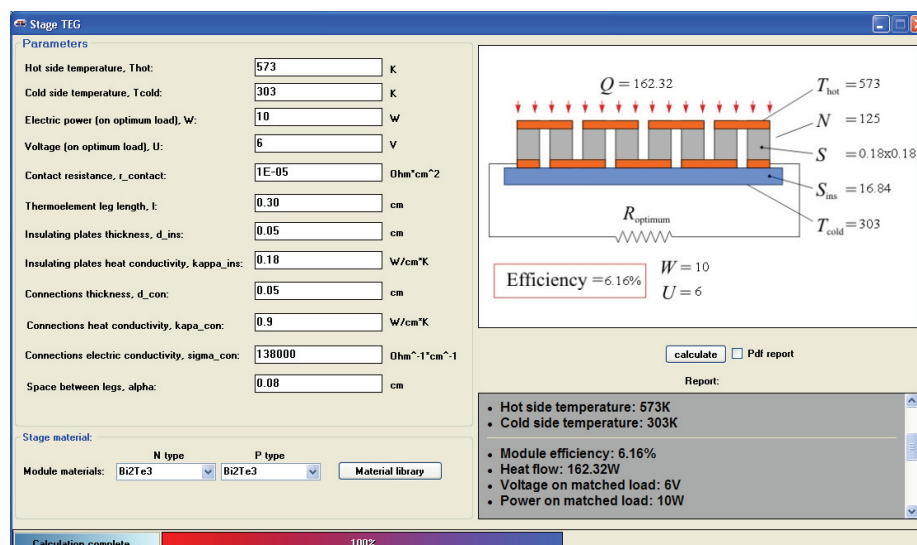 Stage TEG
Parameters
Hot side temperature, Thot: 573 K
Cold side temperature, Tcold: 303 K
Electric power (on optimum load), W: 10 W
Voltage (on optimum load), U: 6 V
Contact resistance, r_contact: 1E-05 Ohm*cm^2
Thermoelement leg length, l: 0.30 cm
Insulating plates thickness, d_ins: 0.05 cm
Insulating plates heat conductivity, kappa_ins: 0.18 W/cm*K
Connections thickness, d_con: 0.05 cm
Connections heat conductivity, kapa_con: 0.9 W/cm*K
Connections electric conductivity, sigma_con: 138000 Ohm^-1*cm^-1
Space between legs, alpha: 0.08 cm
Stage material:
N type P type
Module materials: Bi2Te3 Bi2Te3 Material library
Q = 162.32
T hot = 573
N = 125
S = 0.18x0.18
S ins = 16.84
T cold = 303
R optimum
Efficiency = 6.16%
W = 10
U = 6
calculate Pdf report
Report:
• Hot side temperature: 573K
• Cold side temperature: 303K
• Module efficiency: 6.16%
• Heat flow: 162.32W
• Voltage on matched load: 6V
• Power on matched load: 10W
Calculation complete 100%